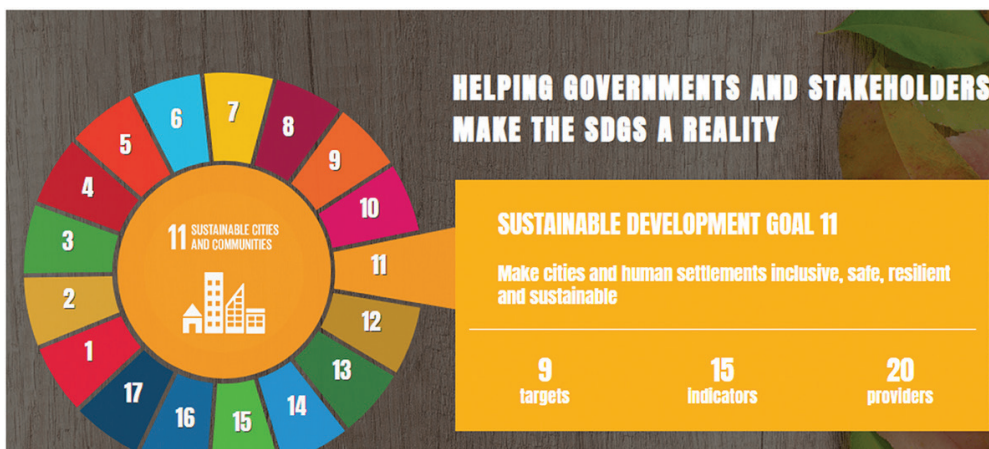 HELPING GOVERNMENTS AND STAKEHOLDERS
MAKE THE SDGS A REALITY
1
2
3
4
5
6
7
8
9
10
11
12
13
14
15
16
17
11 SUSTAINABLE CITIES
AND COMMUNITIES
SUSTAINABLE DEVELOPMENT GOAL 11
Make cities and human settlements inclusive, safe, resilient
and sustainable
9 15 20
targets indicators providers